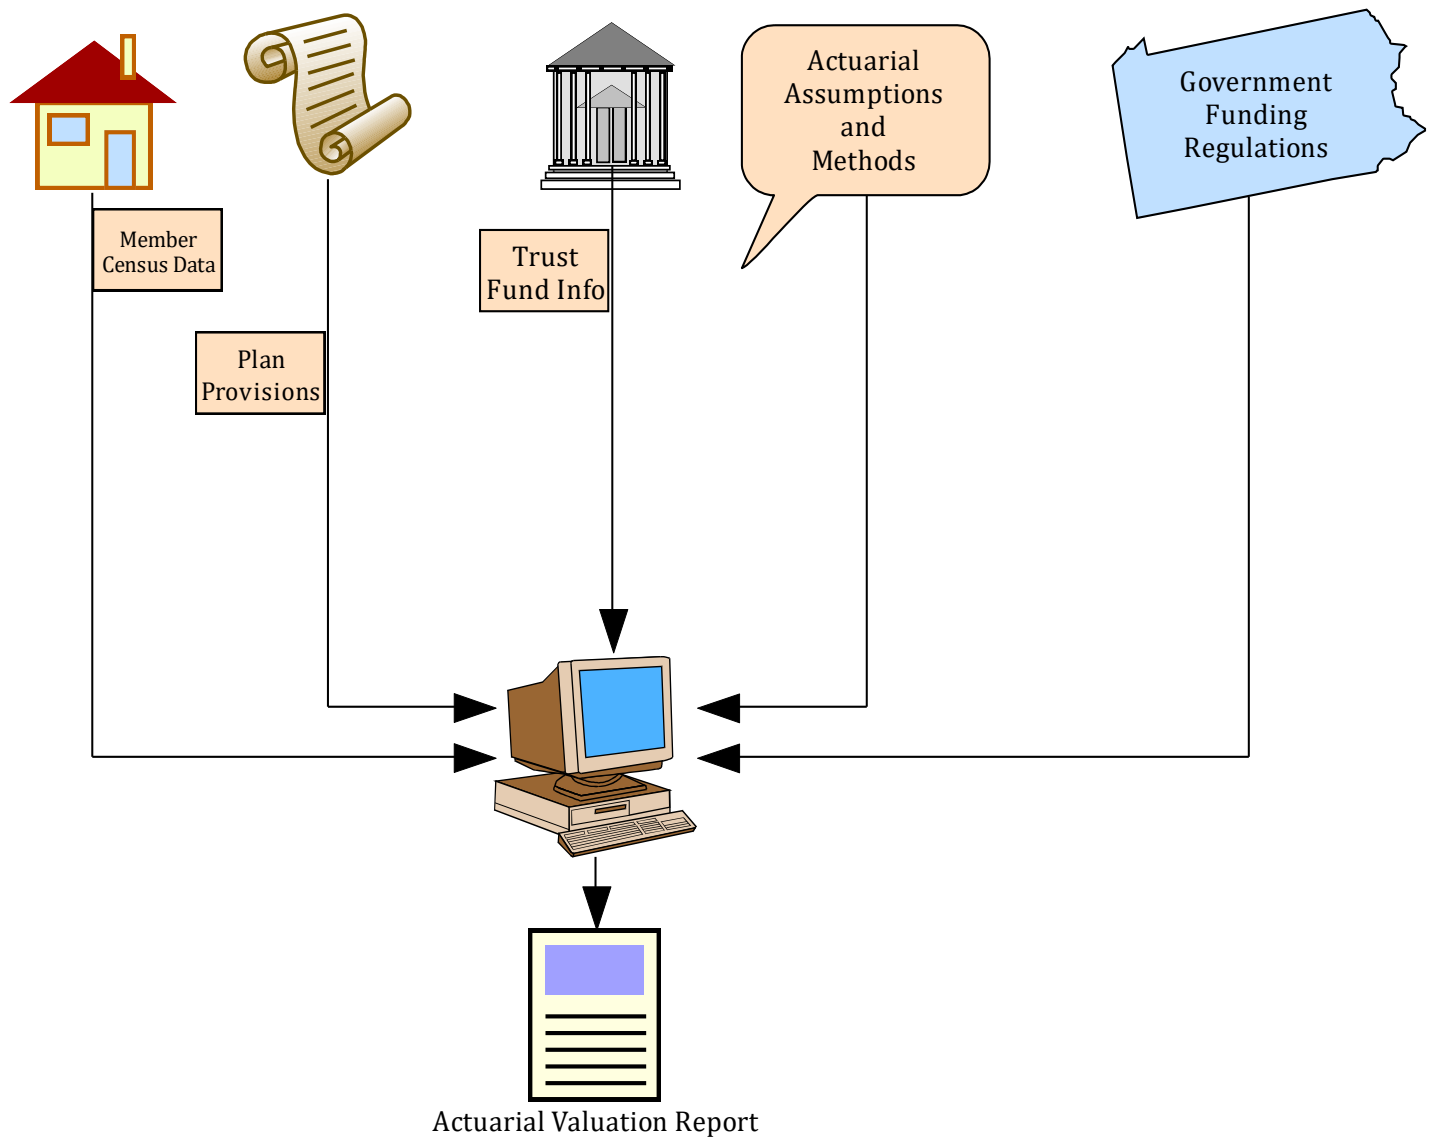 Actuarial
Assumptions
and
Methods
Government
Funding
Regulations
Member
Census Data
Trust
Fund Info
Plan
Provisions
Actuarial Valuation Report